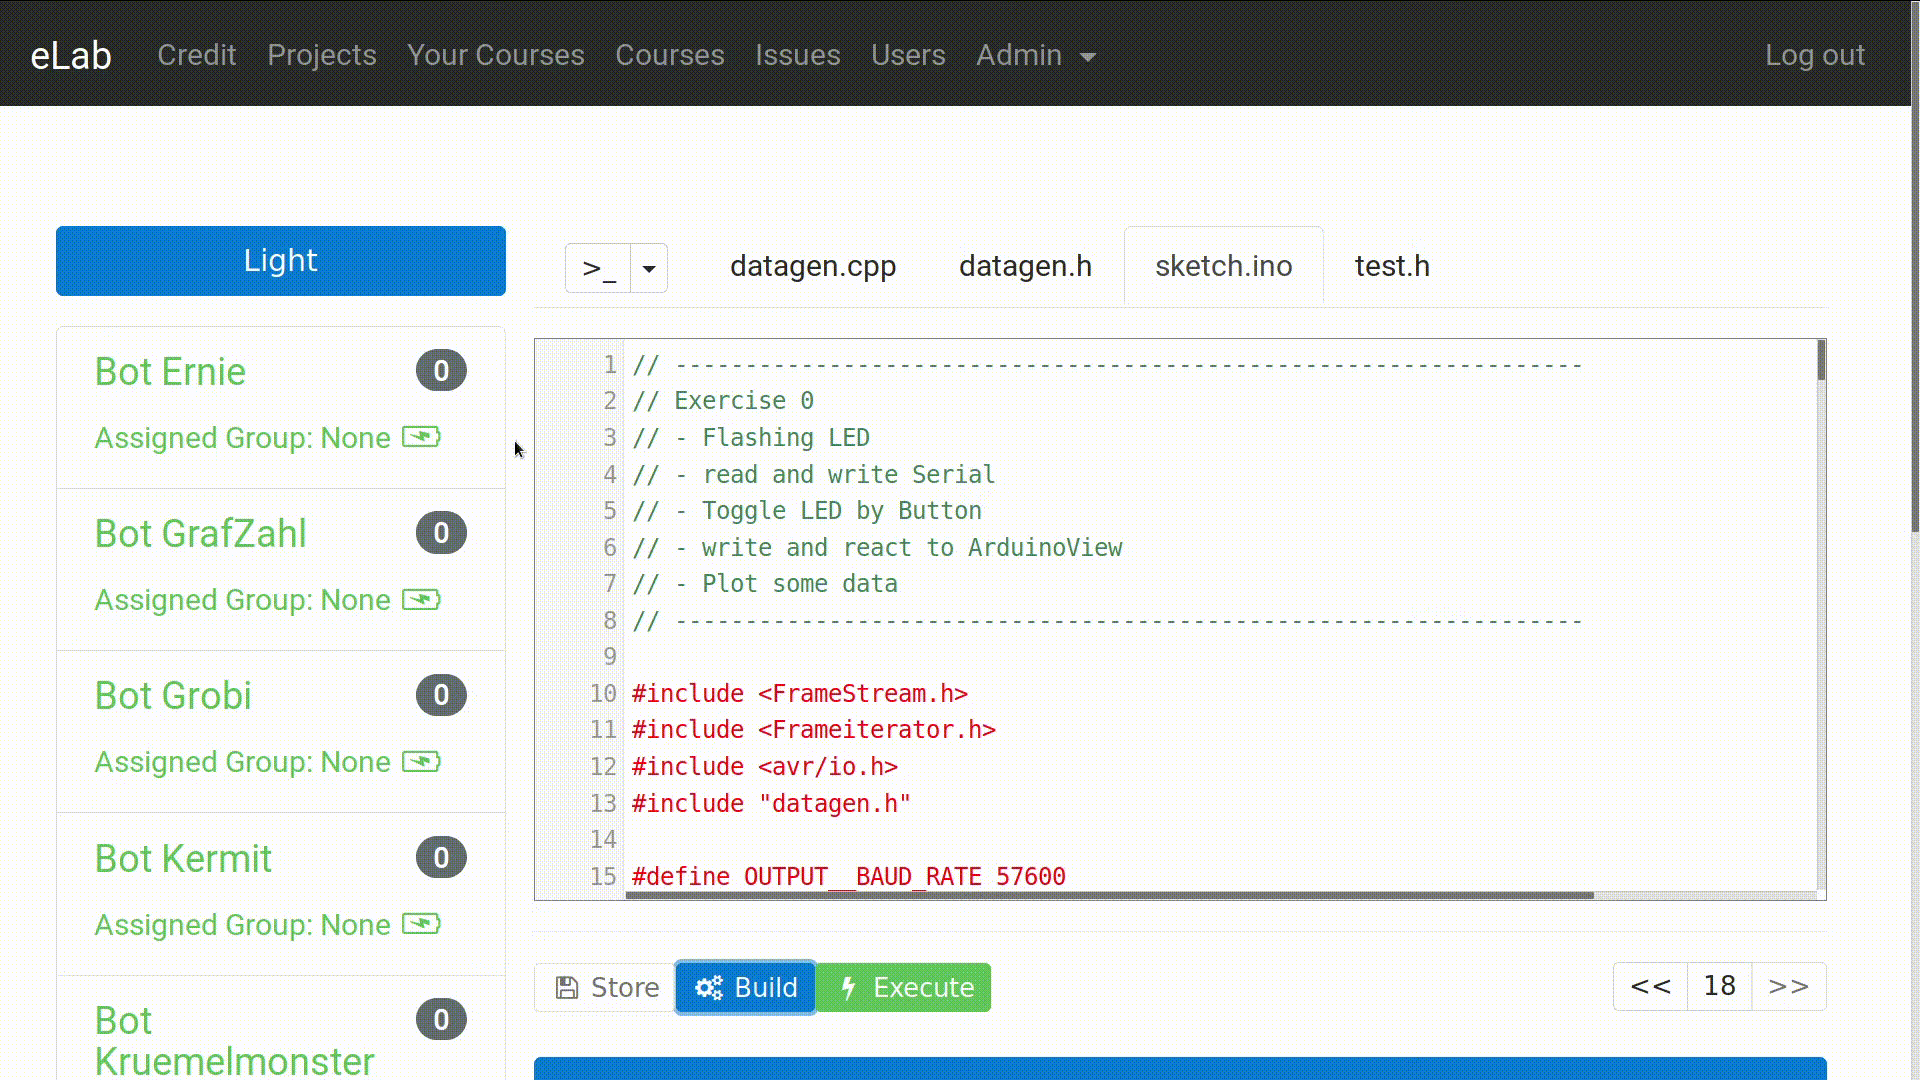 eLab Credit Projects Your Courses Courses Issues Users Admin Log out
Light
Bot Ernie 0
Assigned Group: None
Bot GrafZahl 0
Assigned Group: None
Bot Grobi 0
Assigned Group: None
Bot Kermit 0
Assigned Group: None
Bot 0
Kruemelmonster
>_ datagen.cpp datagen.h sketch.ino test.h
1 // -----------------------------------------------------------------
2 // Exercise 0
3 // - Flashing LED
4 // - read and write Serial
5 // - Toggle LED by Button
6 // - write and react to ArduinoView
7 // - Plot some data
8 // -----------------------------------------------------------------
9
10 #include <FrameStream.h>
11 #include <Frameiterator.h>
12 #include <avr/io.h>
13 #include "datagen.h"
14
15 #define OUTPUT__BAUD_RATE 57600
Store Build Execute << 18 >>